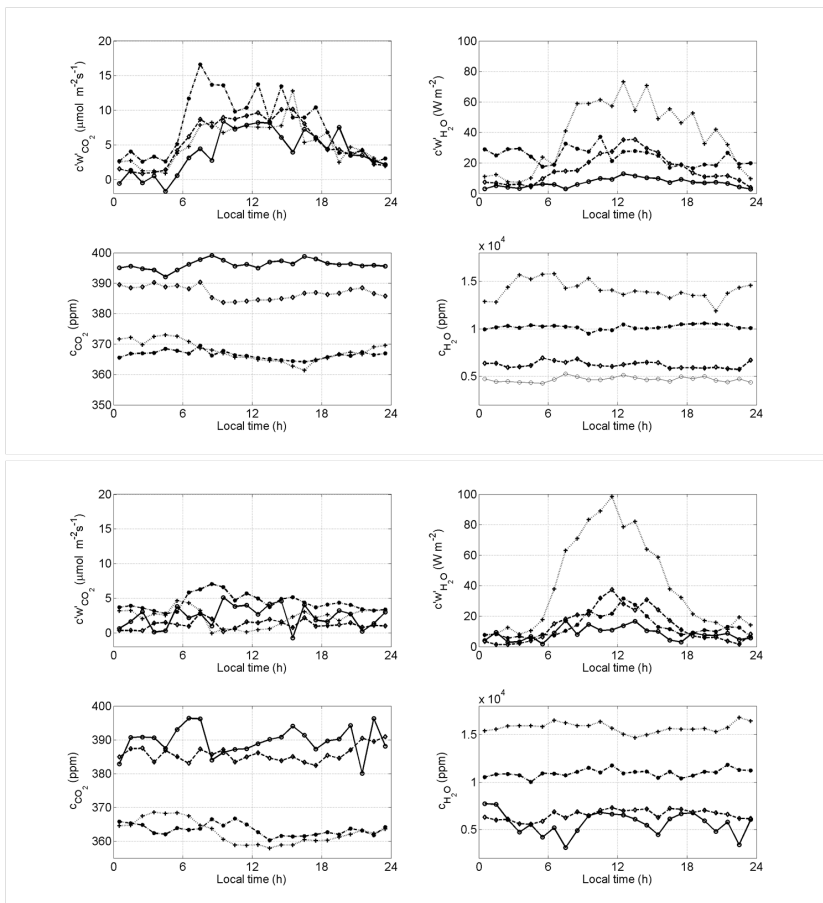 20
15
10
5
0
c'w'CO2 (μmol m-2s-1)
0 6 12 18 24
Local time (h)
100
80
60
40
20
0
c'w'H2O (W m-2)
0 6 12 18 24
Local time (h)
400
390
380
370
360
350
cCO2 (ppm)
0 6 12 18 24
Local time (h)
x 10^4
1.5
1
0.5
cH2O (ppm)
0 6 12 18 24
Local time (h)
20
15
10
5
0
c'w'CO2 (μmol m-2s-1)
0 6 12 18 24
Local time (h)
100
80
60
40
20
0
c'w'H2O (W m-2)
0 6 12 18 24
Local time (h)
400
390
380
370
360
cCO2 (ppm)
0 6 12 18 24
Local time (h)
x 10^4
1.5
1
0.5
cH2O (ppm)
0 6 12 18 24
Local time (h)